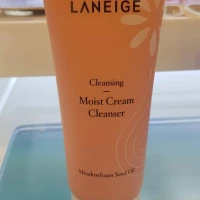 LANEIGE
Cleansing
Moist Cream
Cleanser
Meadowfoam Seed Oil